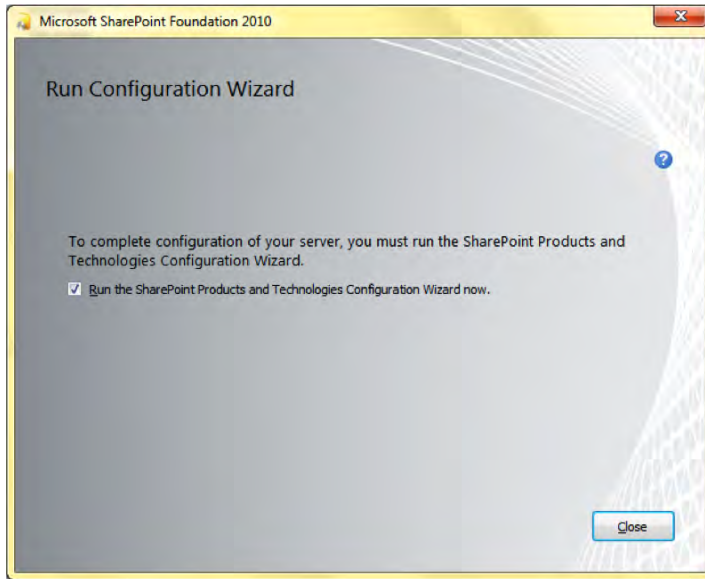 Microsoft SharePoint Foundation 2010
Run Configuration Wizard
To complete configuration of your server, you must run the SharePoint Products and
Technologies Configuration Wizard.
Run the SharePoint Products and Technologies Configuration Wizard now.
Close